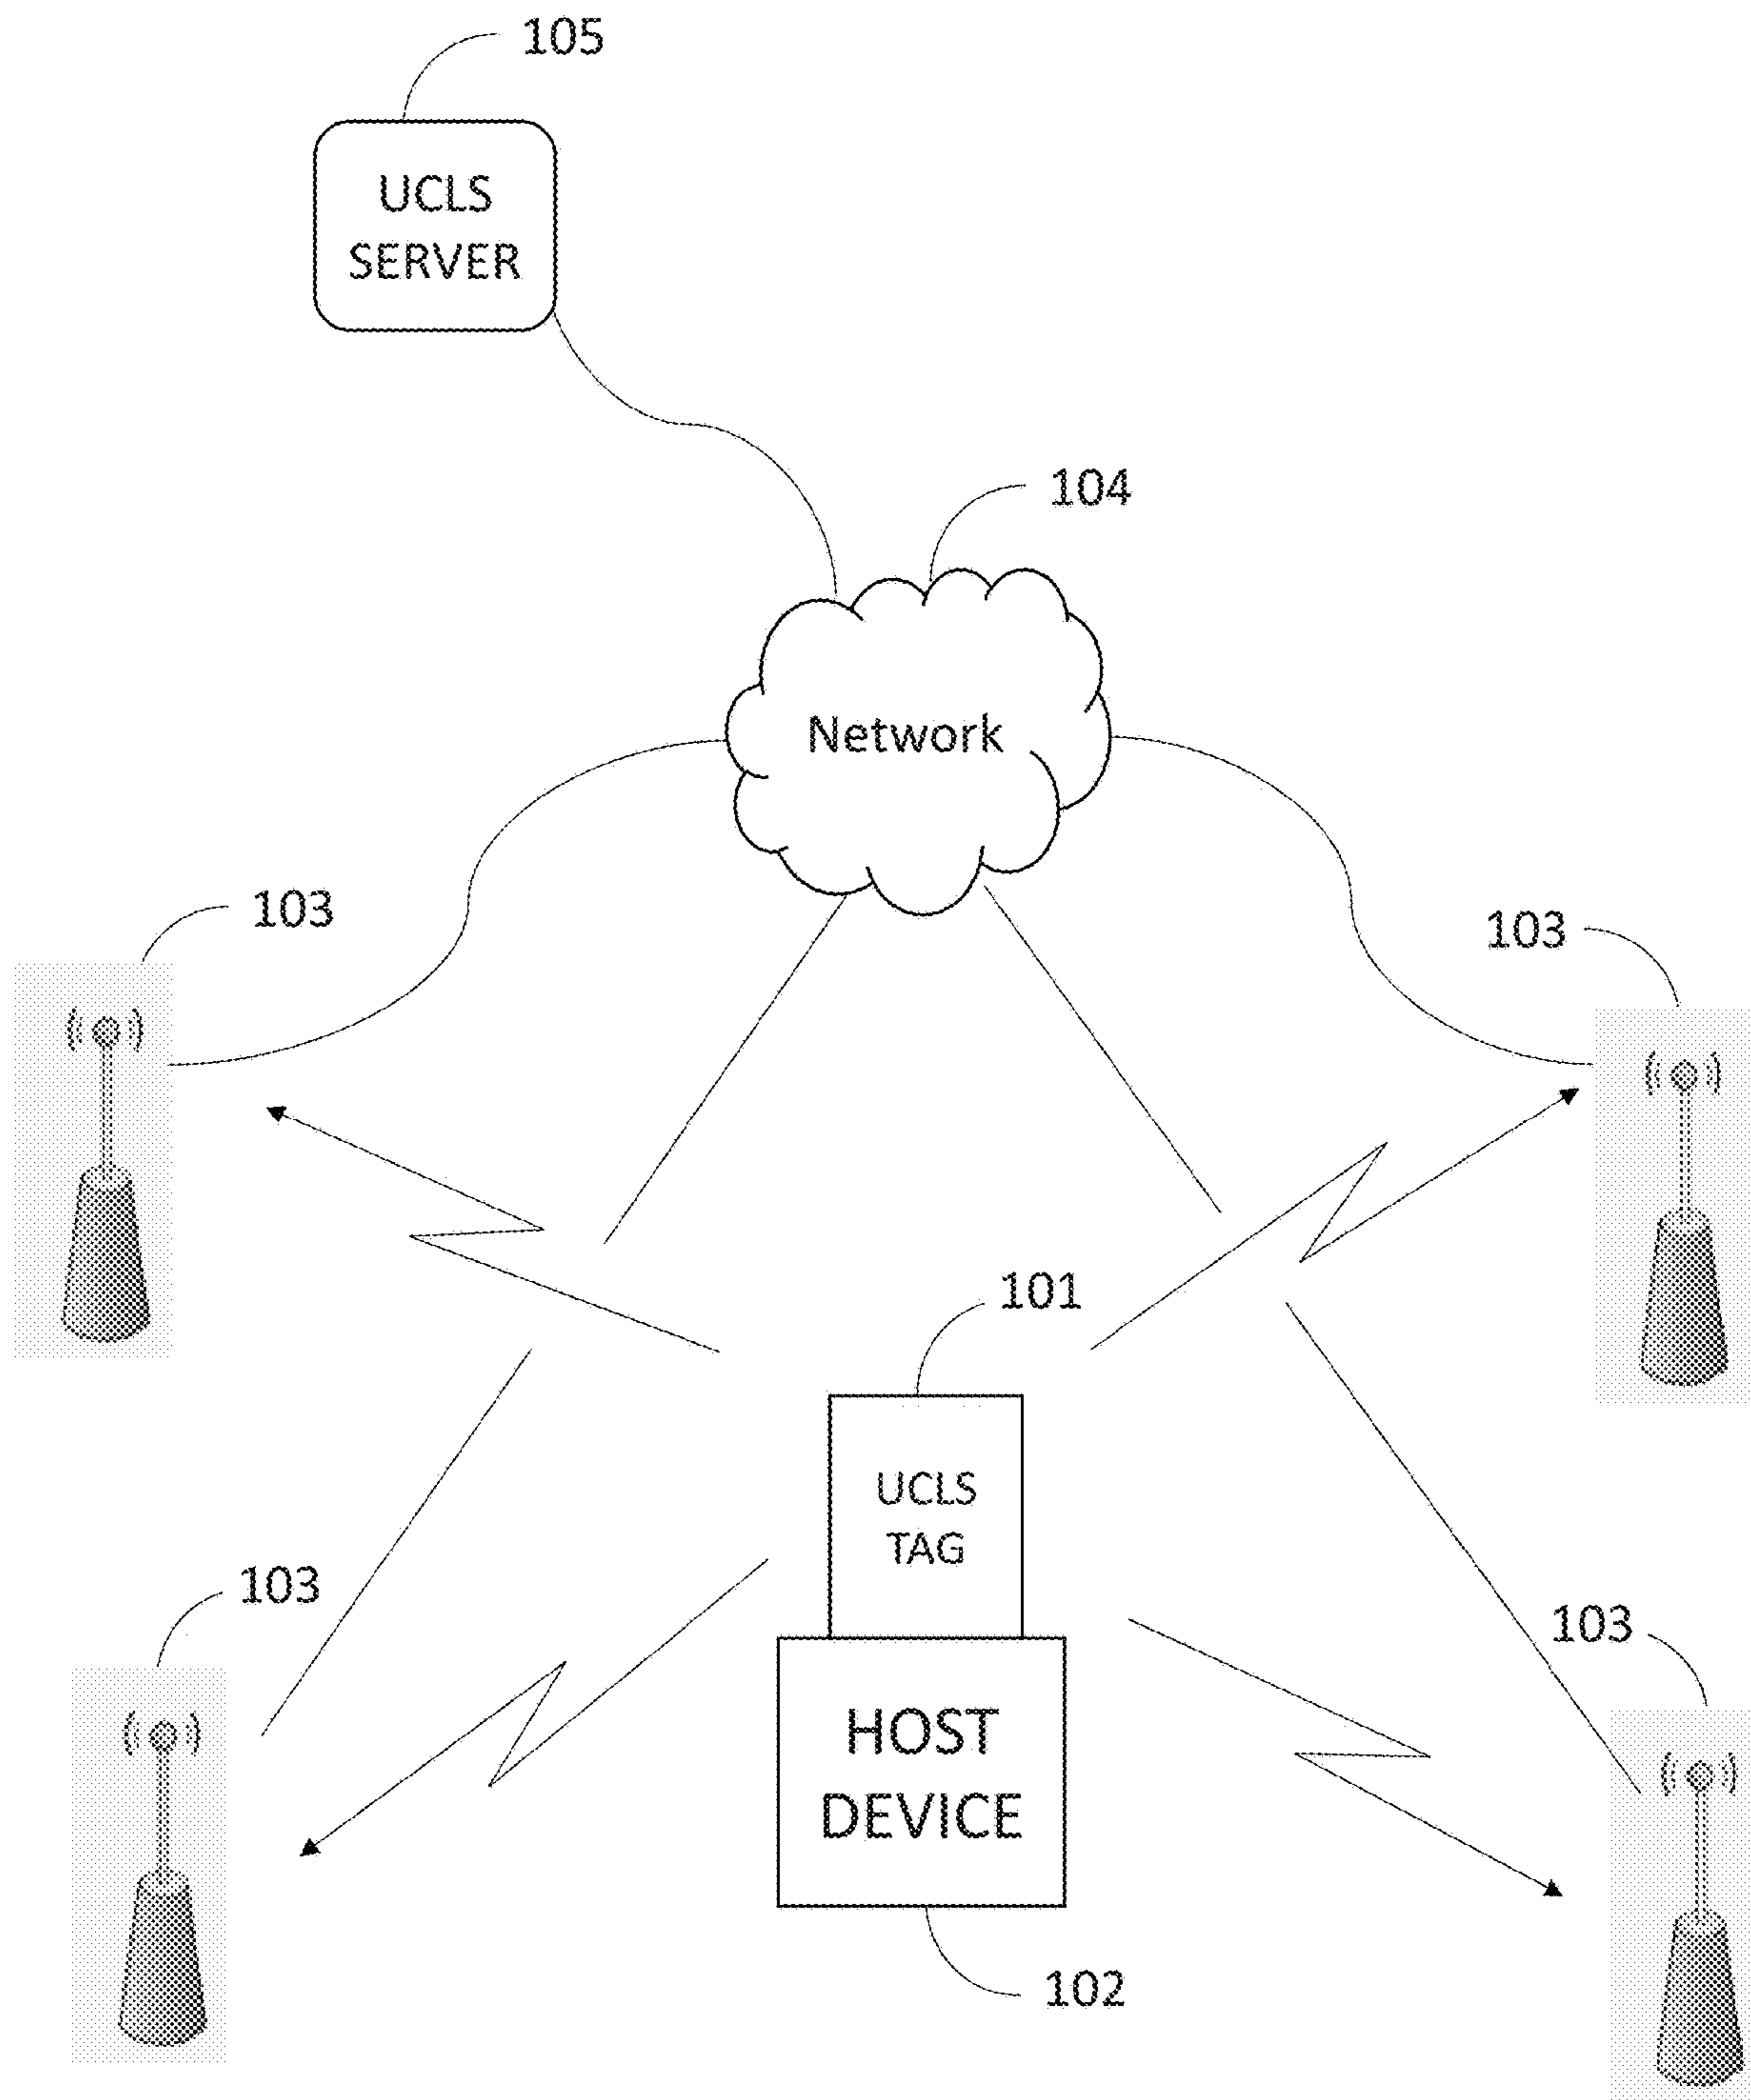 105
UCLS
SERVER
104
Network
103
103
101
UCLS
TAG
103
103
HOST
DEVICE
102